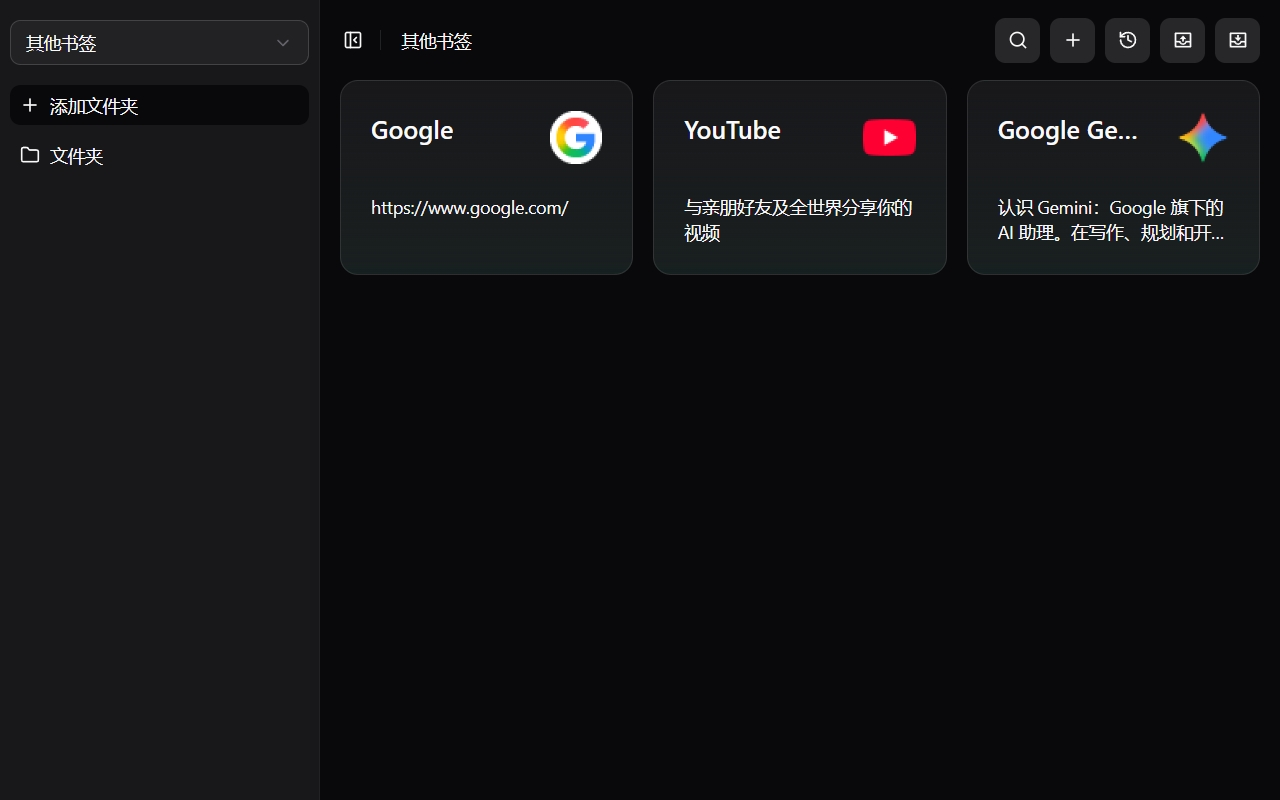 其他书签
添加文件夹
文件夹
其他书签
Google
https://www.google.com/
YouTube
与亲朋好友及全世界分享你的
视频
Google Ge...
认识 Gemini：Google 旗下的
AI 助理。在写作、规划和开...